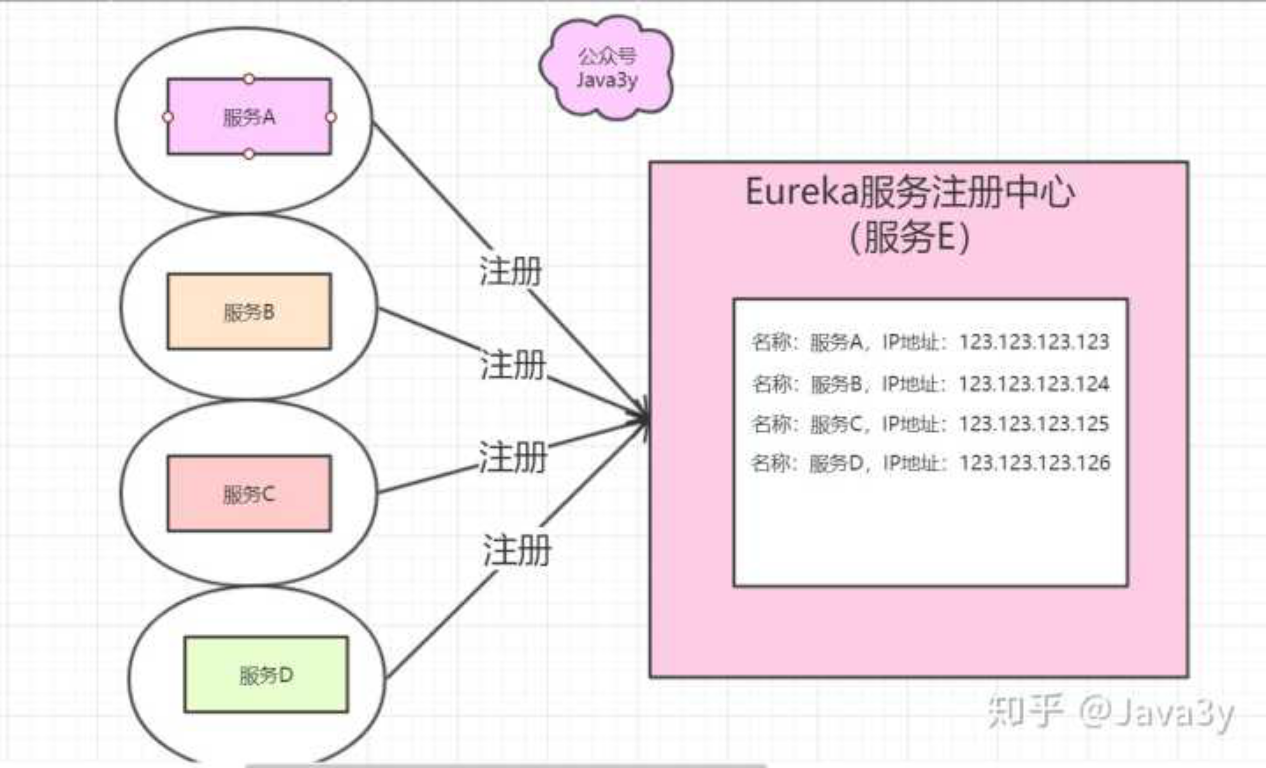 公众号
Java3y
服务A
服务B
服务C
服务D
注册
注册
注册
注册
Eureka服务注册中心
（服务E）
名称：服务A，IP地址：123.123.123.123
名称：服务B，IP地址：123.123.123.124
名称：服务C，IP地址：123.123.123.125
名称：服务D，IP地址：123.123.123.126
知乎 @Java3y